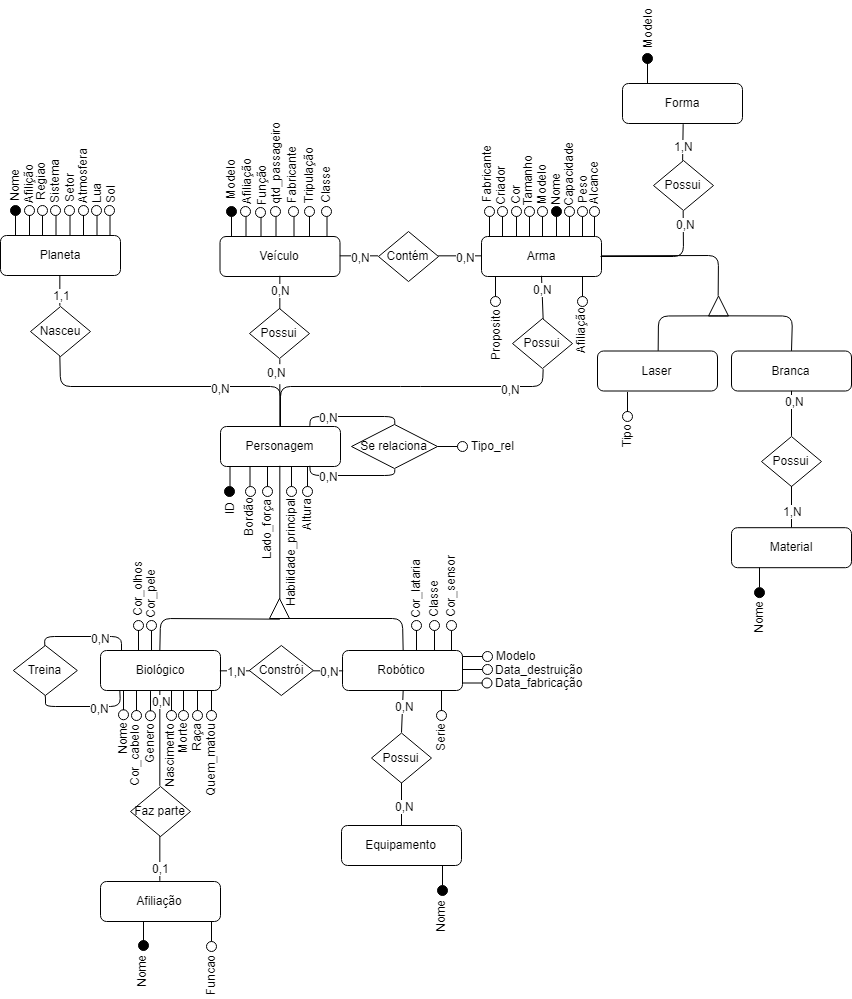 Modelo
Forma
1,N
Possui
0,N
Nome
Afilição
Regiao
Sistema
Setor
Atmosfera
Lua
Sol
Planeta
1,1
Nasceu
0,N
Modelo
Afiliação
Função
qtd_passageiro
Fabricante
Tripulação
Classe
Veículo
0,N
Contém
0,N
0,N
Possui
0,N
Fabricante
Criador
Cor
Tamanho
Modelo
Nome
Capacidade
Peso
Alcance
Arma
Proposito
Afiliação
0,N
Possui
0,N
Laser
Tipo
Branca
0,N
Possui
1,N
Material
Nome
Personagem
0,N
Se relaciona
Tipo_rel
0,N
ID
Bordão
Lado_força
Habilidade_principal
Altura
Cor_olhos
Cor_pele
Biológico
0,N
Treina
0,N
Nome
Cor_cabelo
Genero
Nascimento
Morte
Raça
Quem_matou
1,N
Constrói
0,N
Cor_lataria
Classe
Cor_sensor
Robótico
Modelo
Data_destruição
Data_fabricação
Serie
0,N
Possui
0,N
Equipamento
Nome
0,N
Faz parte
0,1
Afiliação
Nome
Funcao